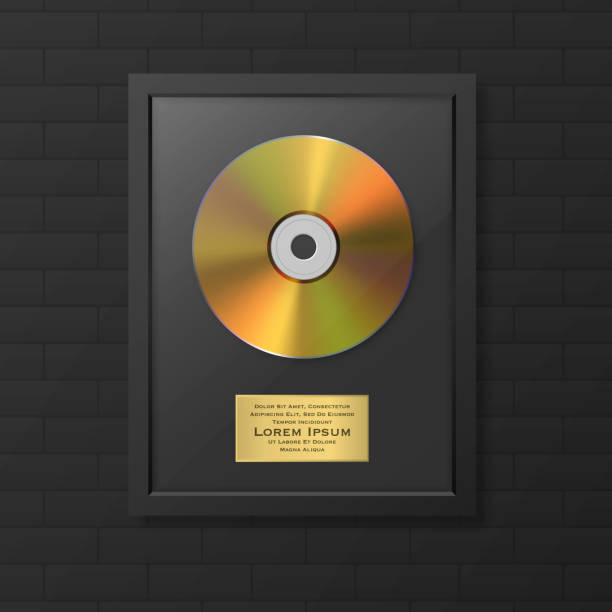 Dolor Sit Amet, Consectetur
Adipiscing Elit, Sed Do Eiusmod
Tempor Incididunt
Lorem Ipsum
Ut Labore Et Dolore
Magna Aliqua